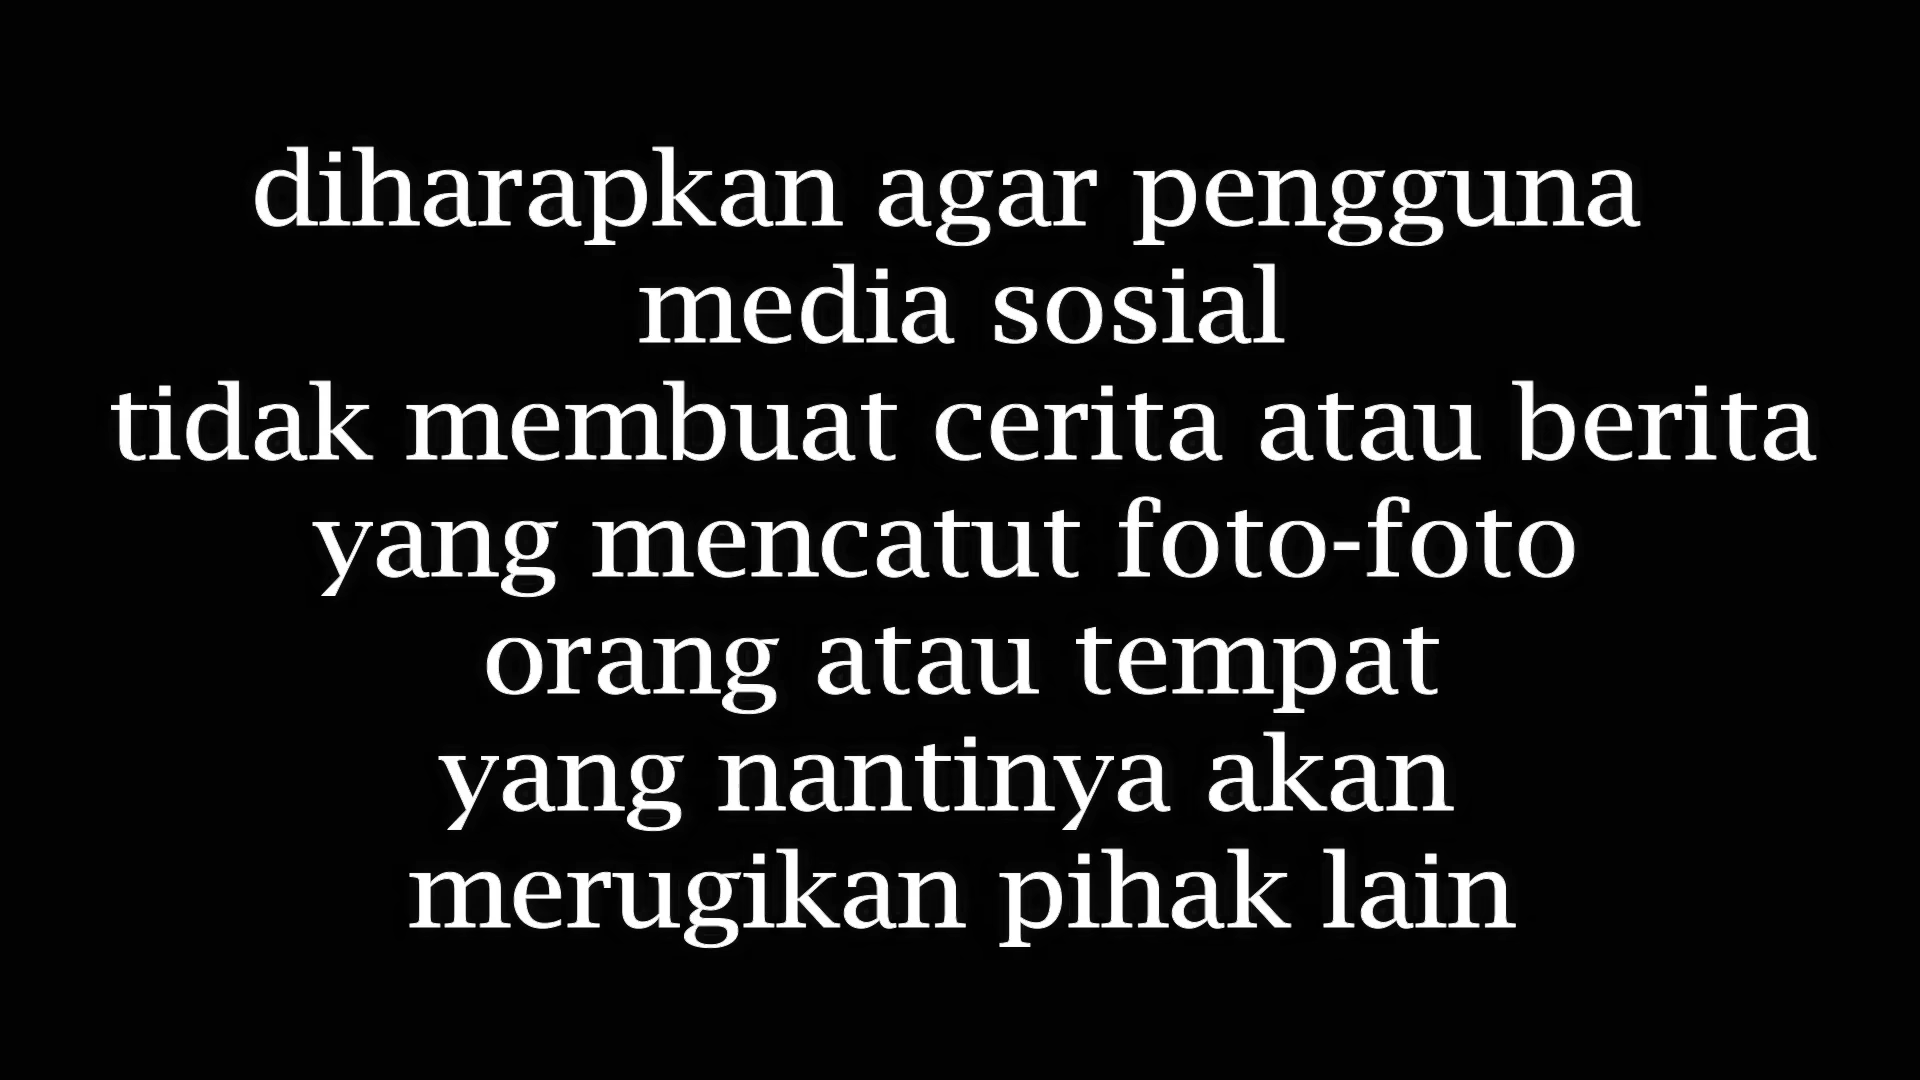 diharapkan agar pengguna
media sosial
tidak membuat cerita atau berita
yang mencatut foto-foto
orang atau tempat
yang nantinya akan
merugikan pihak lain